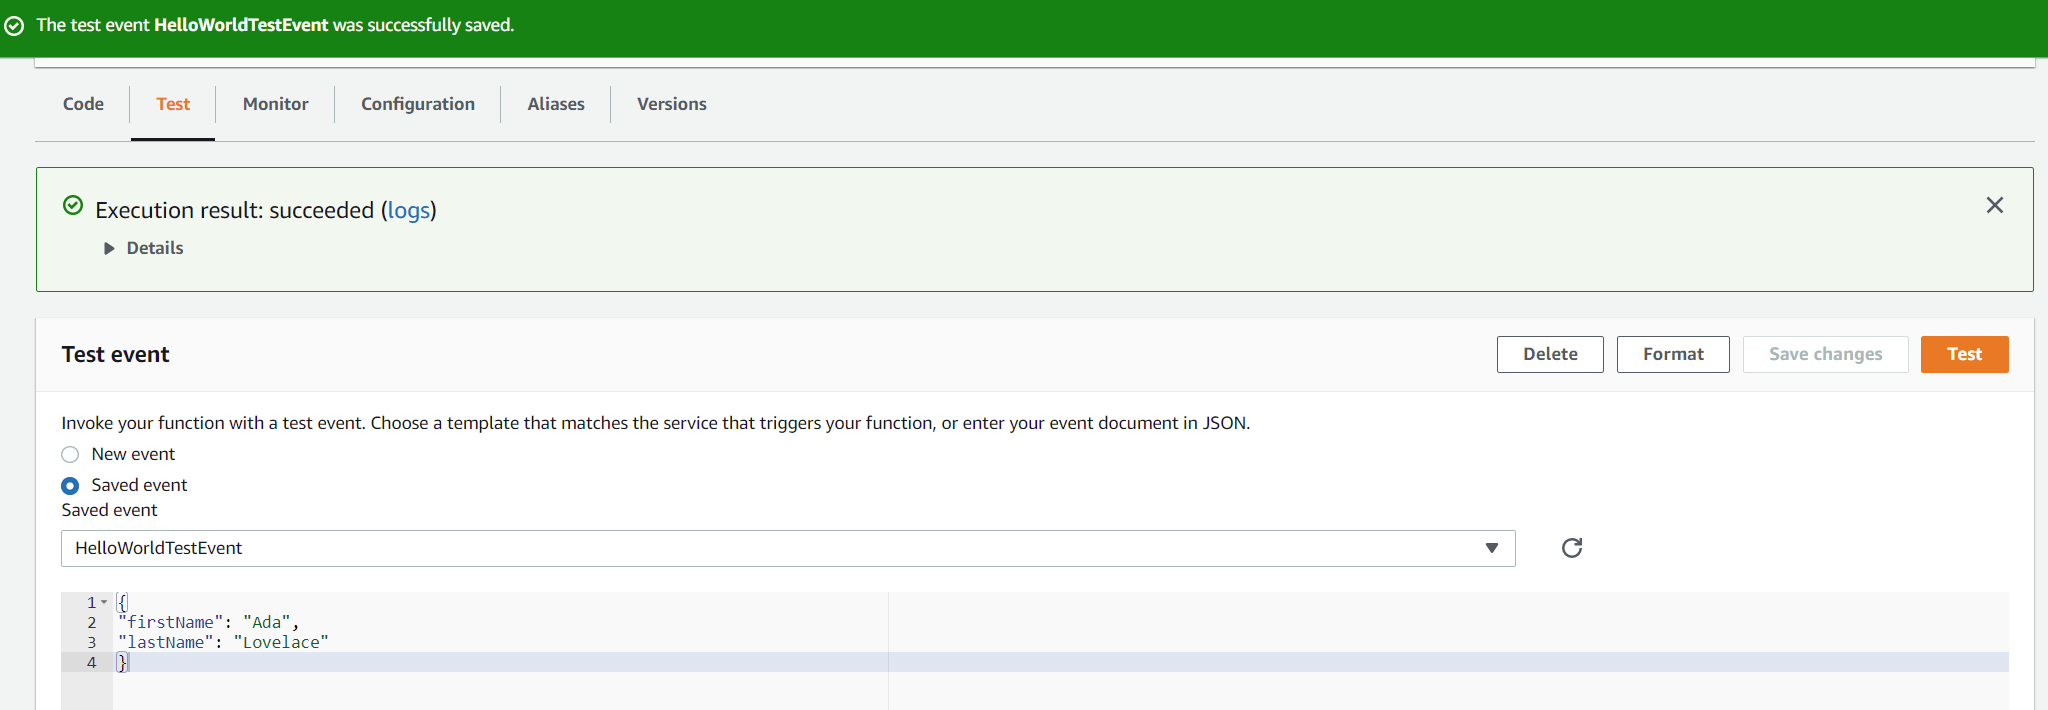 The test event HelloWorldTestEvent was successfully saved.
Code Test Monitor Configuration Aliases Versions
Execution result: succeeded (logs)
Details
Test event Delete Format Save changes Test
Invoke your function with a test event. Choose a template that matches the service that triggers your function, or enter your event document in JSON.
New event
Saved event
Saved event
HelloWorldTestEvent
1 {
2 "firstName": "Ada",
3 "lastName": "Lovelace"
4 }